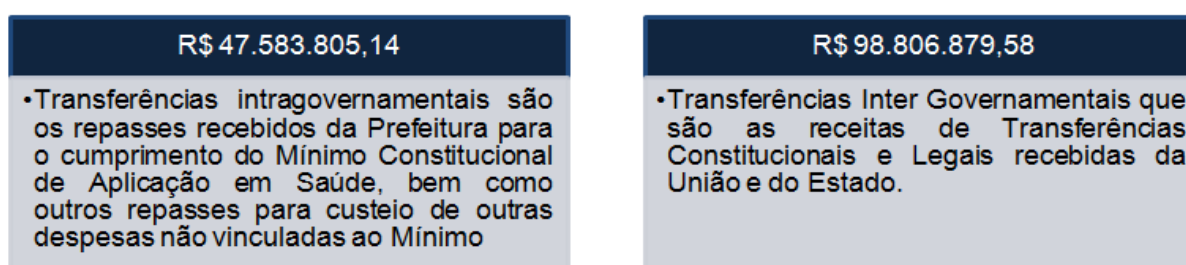 R$ 47.583.805,14
•Transferências intragovernamentais são
os repasses recebidos da Prefeitura para
o cumprimento do Mínimo Constitucional
de Aplicação em Saúde, bem como
outros repasses para custeio de outras
despesas não vinculadas ao Mínimo
R$ 98.806.879,58
•Transferências Inter Governamentais que
são as receitas de Transferências
Constitucionais e Legais recebidas da
União e do Estado.